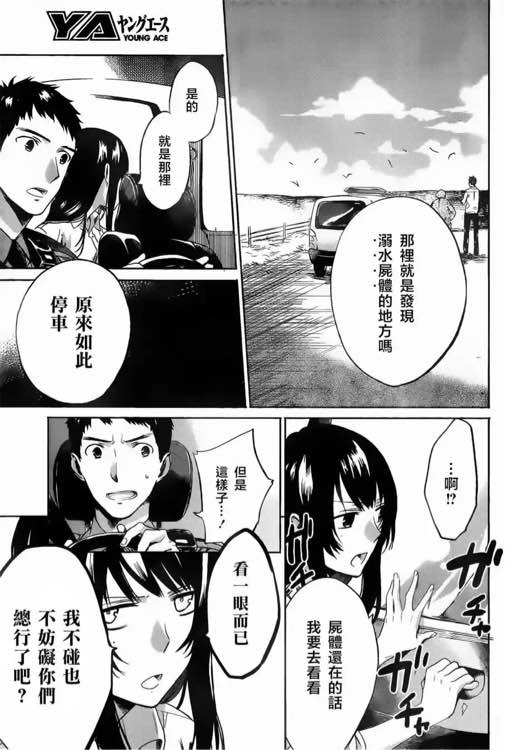 YA ヤングエース
YOUNG ACE
那裡就是發現
溺水屍體的地方嗎
……
是的
就是那裡
原來如此
停車
…啊!?
ガチャ
ガチャ
屍體還在的話
我要去看看
但是
這樣子…！
看一眼而已
我不碰也
不妨礙你們
總行了吧？